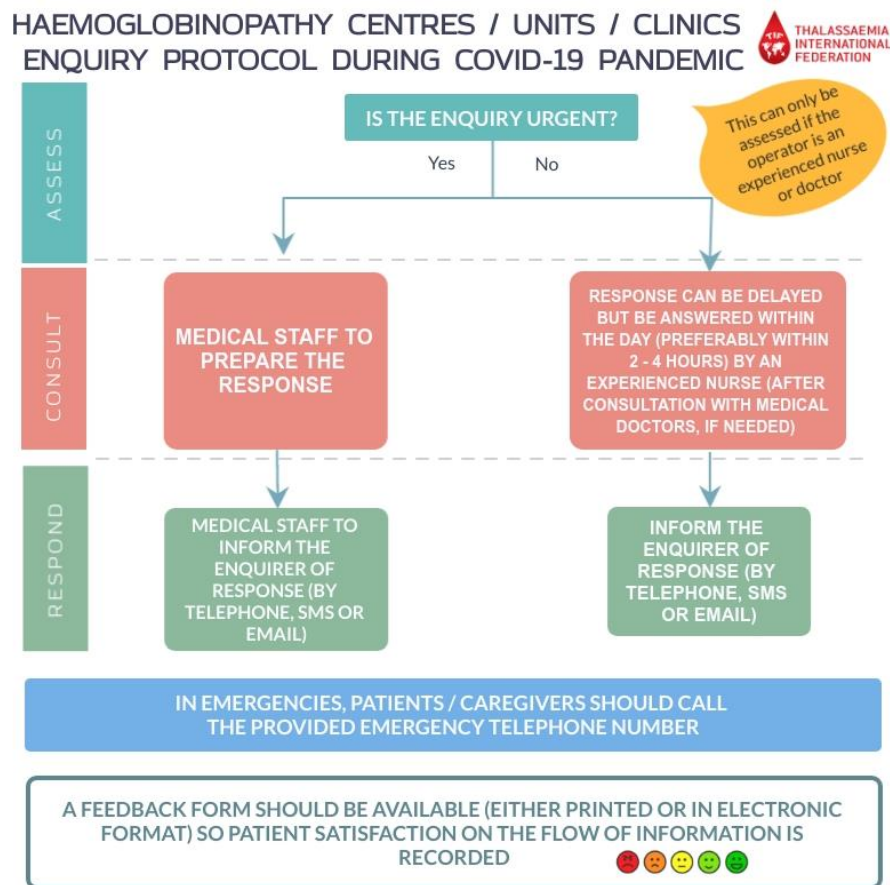 HAEMOGLOBINOPATHY CENTRES / UNITS / CLINICS
ENQUIRY PROTOCOL DURING COVID-19 PANDEMIC
TIF
THALASSAEMIA
INTERNATIONAL
FEDERATION
ASSESS
IS THE ENQUIRY URGENT?
Yes
No
This can only be
assessed if the
operator is an
experienced nurse
or doctor
CONSULT
MEDICAL STAFF TO
PREPARE THE
RESPONSE
RESPONSE CAN BE DELAYED
BUT BE ANSWERED WITHIN
THE DAY (PREFERABLY WITHIN
2 - 4 HOURS) BY AN
EXPERIENCED NURSE (AFTER
CONSULTATION WITH MEDICAL
DOCTORS, IF NEEDED)
RESPOND
MEDICAL STAFF TO
INFORM THE
ENQUIRER OF
RESPONSE (BY
TELEPHONE, SMS OR
EMAIL)
INFORM THE
ENQUIRER OF
RESPONSE (BY
TELEPHONE, SMS
OR EMAIL)
IN EMERGENCIES, PATIENTS / CAREGIVERS SHOULD CALL
THE PROVIDED EMERGENCY TELEPHONE NUMBER
A FEEDBACK FORM SHOULD BE AVAILABLE (EITHER PRINTED OR IN ELECTRONIC
FORMAT) SO PATIENT SATISFACTION ON THE FLOW OF INFORMATION IS
RECORDED